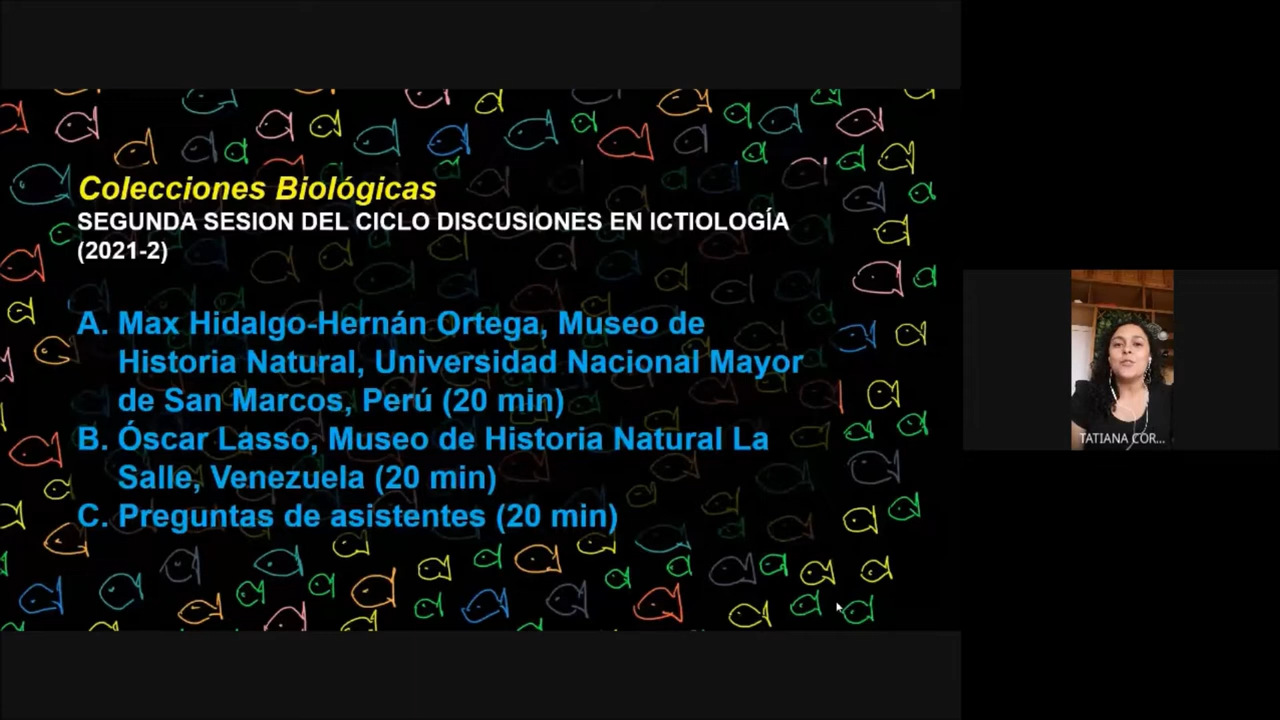 Colecciones Biológicas
SEGUNDA SESION DEL CICLO DISCUSIONES EN ICTIOLOGÍA
(2021-2)
A. Max Hidalgo-Hernán Ortega, Museo de
Historia Natural, Universidad Nacional Mayor
de San Marcos, Perú (20 min)
B. Óscar Lasso, Museo de Historia Natural La
Salle, Venezuela (20 min)
C. Preguntas de asistentes (20 min)
TATIANA COR...